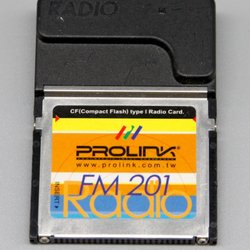 RADIO
CF(Compact Flash) type I Radio Card.
PROLINK
www.prolink.com.tw
FM 201
Radio